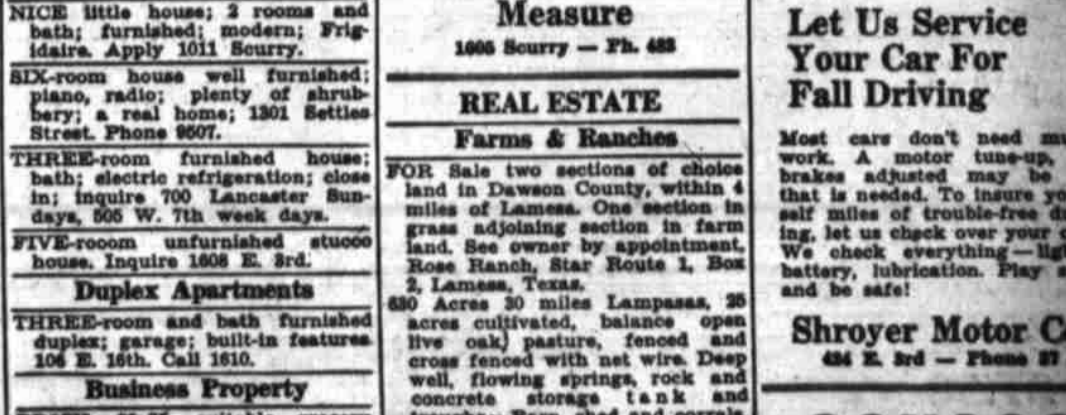 NICE little house; 2 rooms and
bath; furnished; modern; Frig-
idaire. Apply 1011 Scurry.
SIX-room house well furnished;
piano, radio; plenty of shrub-
bery; a real home; 1301 Settles
Street. Phone 9507.
THREE-room furnished house;
bath; electric refrigeration; close
in; inquire 700 Lancaster Sun-
days, 505 W. 7th week days.
FIVE-rooom unfurnished stucco
house. Inquire 1608 E. 3rd.
Duplex Apartments
THREE-room and bath furnished
duplex; garage; built-in features.
106 E. 16th. Call 1610.
Business Property
Measure
1605 Scurry — Ph.
REAL ESTATE
Farms & Ranches
FOR Sale two sections of choice
land in Dawson County, within 4
miles of Lamesa. One section in
grass adjoining section in farm
land. See owner by appointment,
Rose Ranch, Star Route 1, Box
2, Lamesa, Texas.
630 Acres 30 miles Lampasas, 25
acres cultivated, balance open
live oak pasture, fenced and
cross fenced with net wire. Deep
well, flowing springs, rock and
concrete storage tank and
Let Us Service
Your Car For
Fall Driving
Most cars don't need
work. A motor tune-up,
brakes adjusted may be
that is needed. To insure
self miles of trouble-free
ing, let us check over your
We check everything—
battery, lubrication. Play
and be safe!
Shroyer Motor
424 E. 3rd — Phone 37